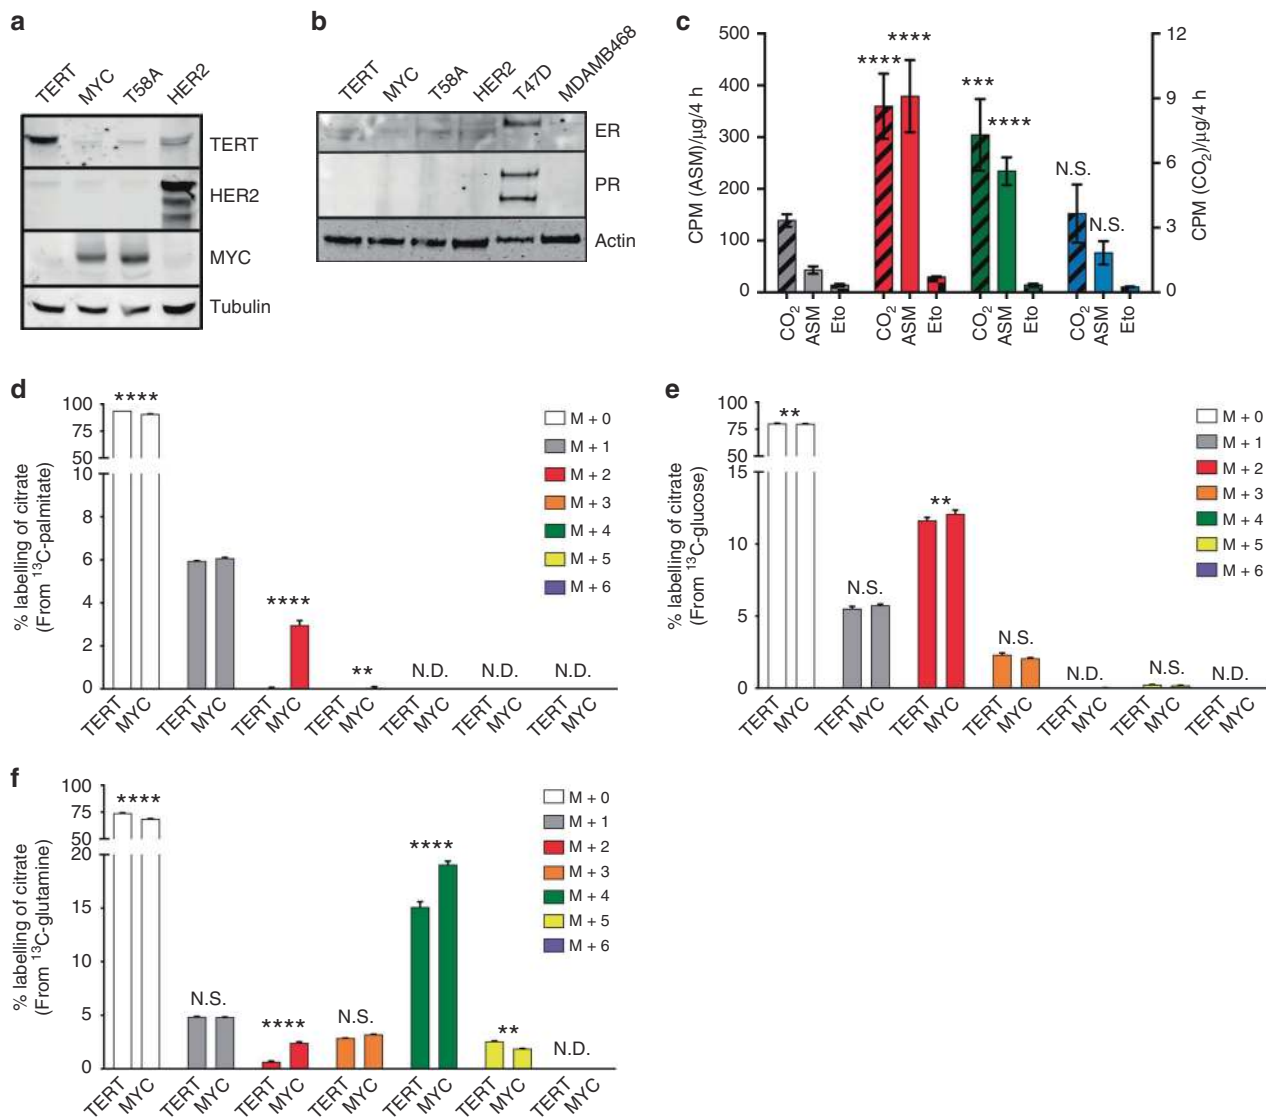 a
TERT MYC T58A HER2
TERT
HER2
MYC
Tubulin
b
TERT MYC T58A HER2 T47D MDAMB468
ER
PR
Actin
c
CPM (ASM)/µg/4 h
500
400
300
200
100
0
**** **** *** **** N.S. N.S.
12
9
6
3
0
CPM (CO2)/µg/4 h
CO2 ASM Eto CO2 ASM Eto CO2 ASM Eto CO2 ASM Eto
d
% labelling of citrate
(From 13C-palmitate)
100
75
50
10
8
6
4
2
0
**** **** ** N.D. N.D. N.D.
TERT MYC TERT MYC TERT MYC TERT MYC TERT MYC TERT MYC TERT MYC
M + 0
M + 1
M + 2
M + 3
M + 4
M + 5
M + 6
e
% labelling of citrate
(From 13C-glucose)
100
75
50
15
10
5
0
** N.S. ** N.S. N.D. N.S. N.D.
TERT MYC TERT MYC TERT MYC TERT MYC TERT MYC TERT MYC TERT MYC
M + 0
M + 1
M + 2
M + 3
M + 4
M + 5
M + 6
f
% labelling of citrate
(From 13C-glutamine)
100
75
50
20
15
10
5
0
**** N.S. **** N.S. **** ** N.D.
TERT MYC TERT MYC TERT MYC TERT MYC TERT MYC TERT MYC TERT MYC
M + 0
M + 1
M + 2
M + 3
M + 4
M + 5
M + 6